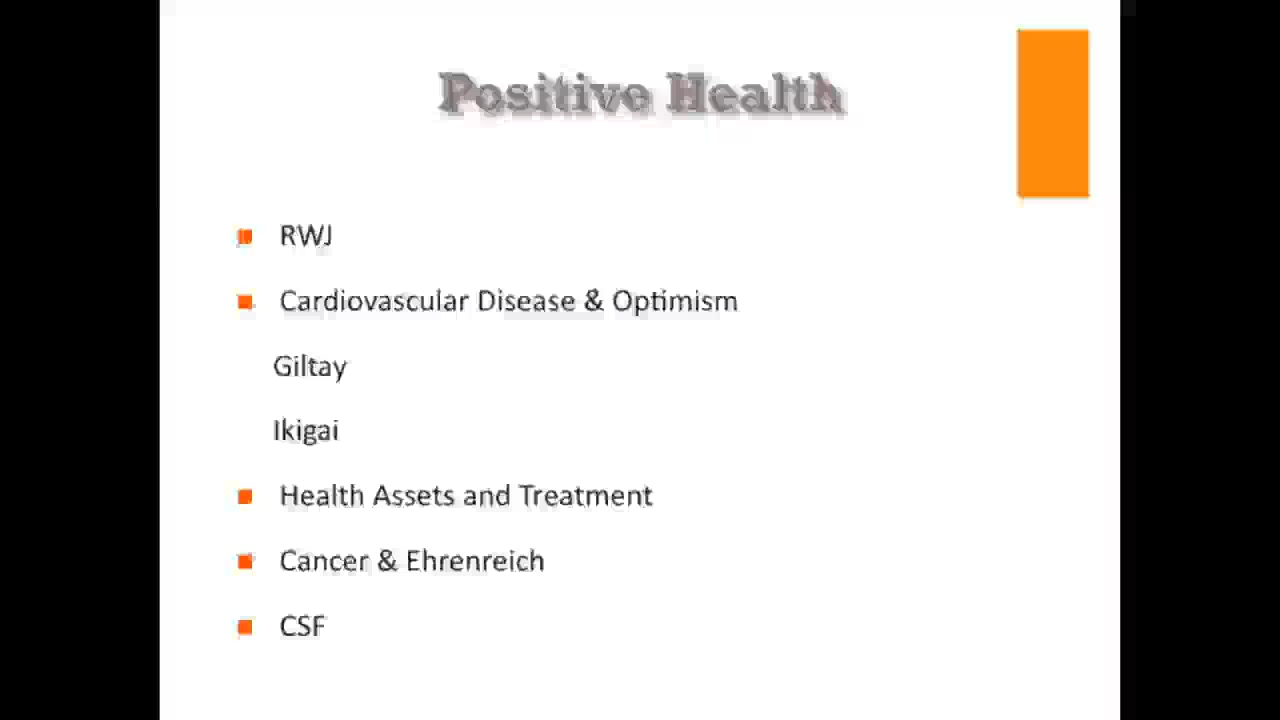 Positive Health
RWJ
Cardiovascular Disease & Optimism
Giltay
Ikigai
Health Assets and Treatment
Cancer & Ehrenreich
CSF